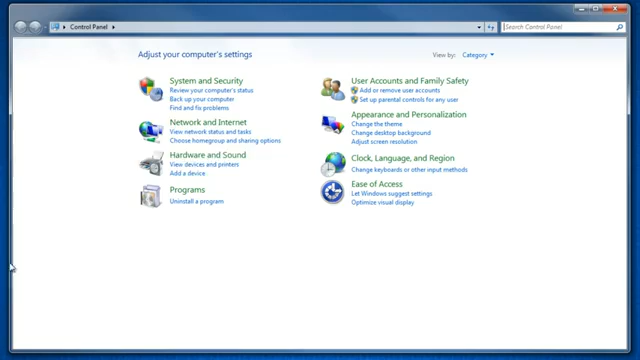 Control Panel
Search Control Panel
Adjust your computer's settings
View by: Category
System and Security
Review your computer's status
Back up your computer
Find and fix problems
Network and Internet
View network status and tasks
Choose homegroup and sharing options
Hardware and Sound
View devices and printers
Add a device
Programs
Uninstall a program
User Accounts and Family Safety
Add or remove user accounts
Set up parental controls for any user
Appearance and Personalization
Change the theme
Change desktop background
Adjust screen resolution
Clock, Language, and Region
Change keyboards or other input methods
Ease of Access
Let Windows suggest settings
Optimize visual display